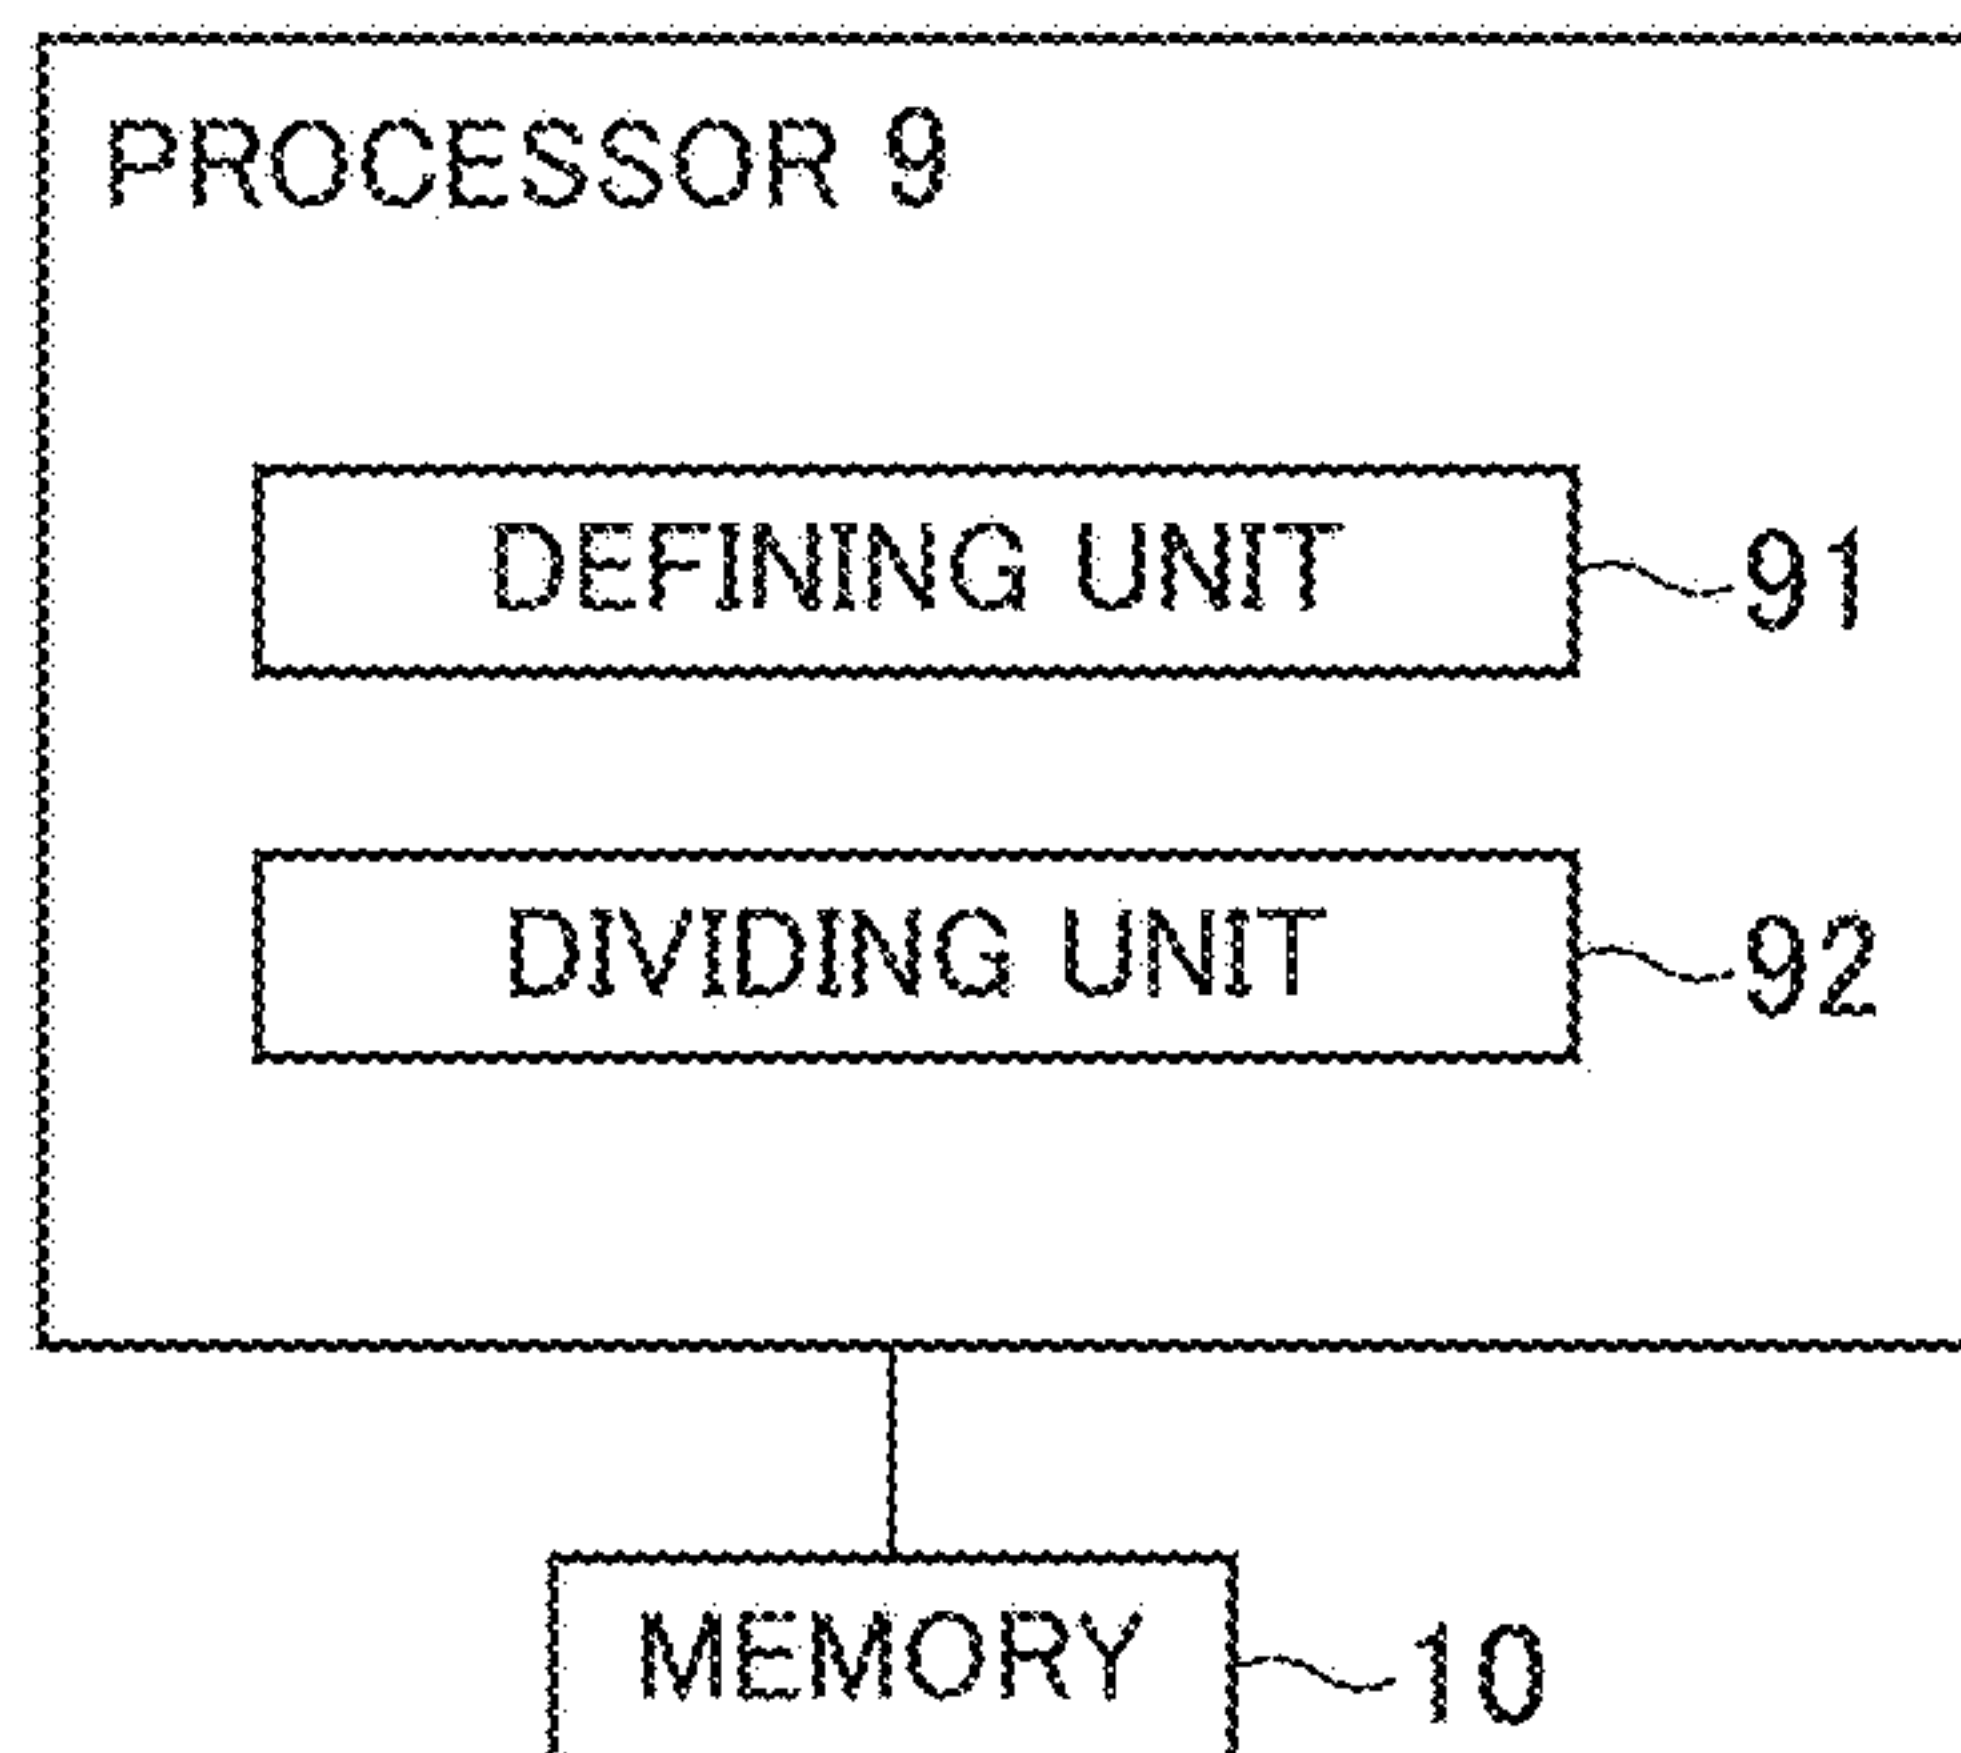 PROCESSOR 9
DEFINING UNIT 91
DIVIDING UNIT 92
MEMORY 10